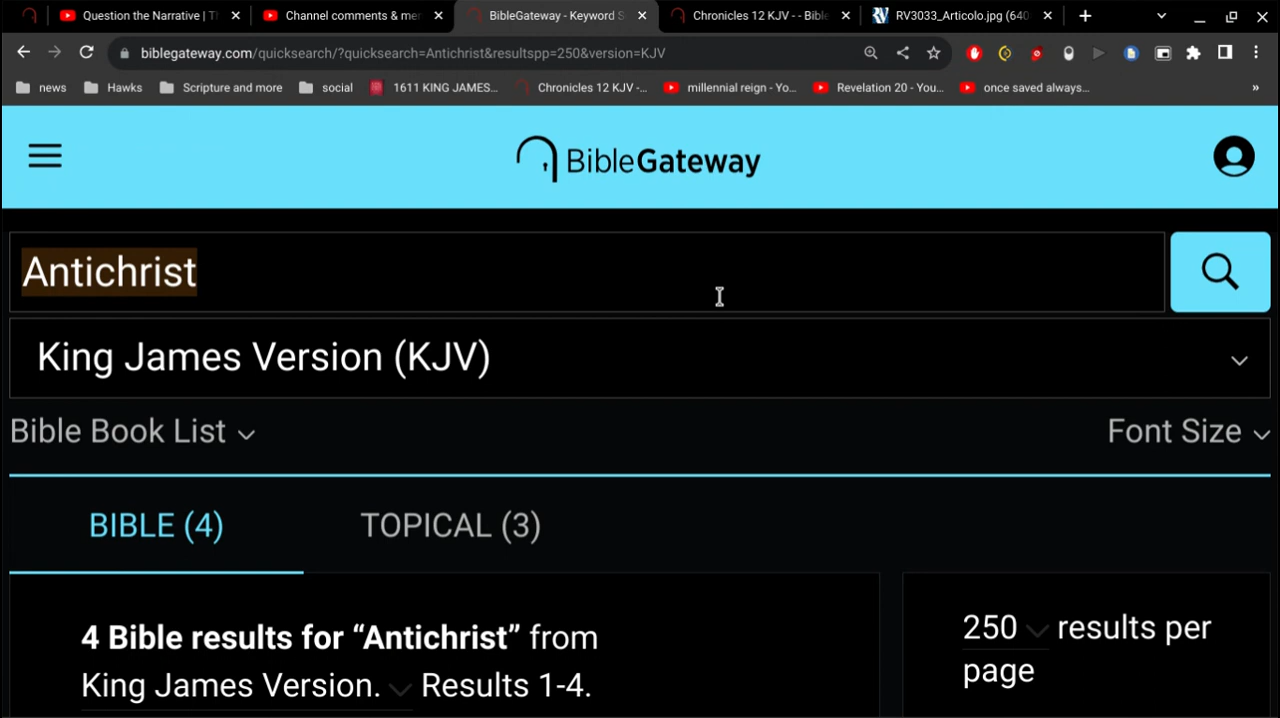 Question the Narrative | T
Channel comments & me
BibleGateway - Keyword S
Chronicles 12 KJV - - Bible
RV3033_Articolo.jpg (640
biblegateway.com/quicksearch/?quicksearch=Antichrist&resultspp=250&version=KJV
news
Hawks
Scripture and more
social
1611 KING JAMES...
Chronicles 12 KJV -...
millennial reign - Yo...
Revelation 20 - You...
once saved always...
»
BibleGateway
Antichrist
King James Version (KJV)
Bible Book List
Font Size
BIBLE (4)
TOPICAL (3)
4 Bible results for “Antichrist” from
King James Version. Results 1-4.
250 results per
page